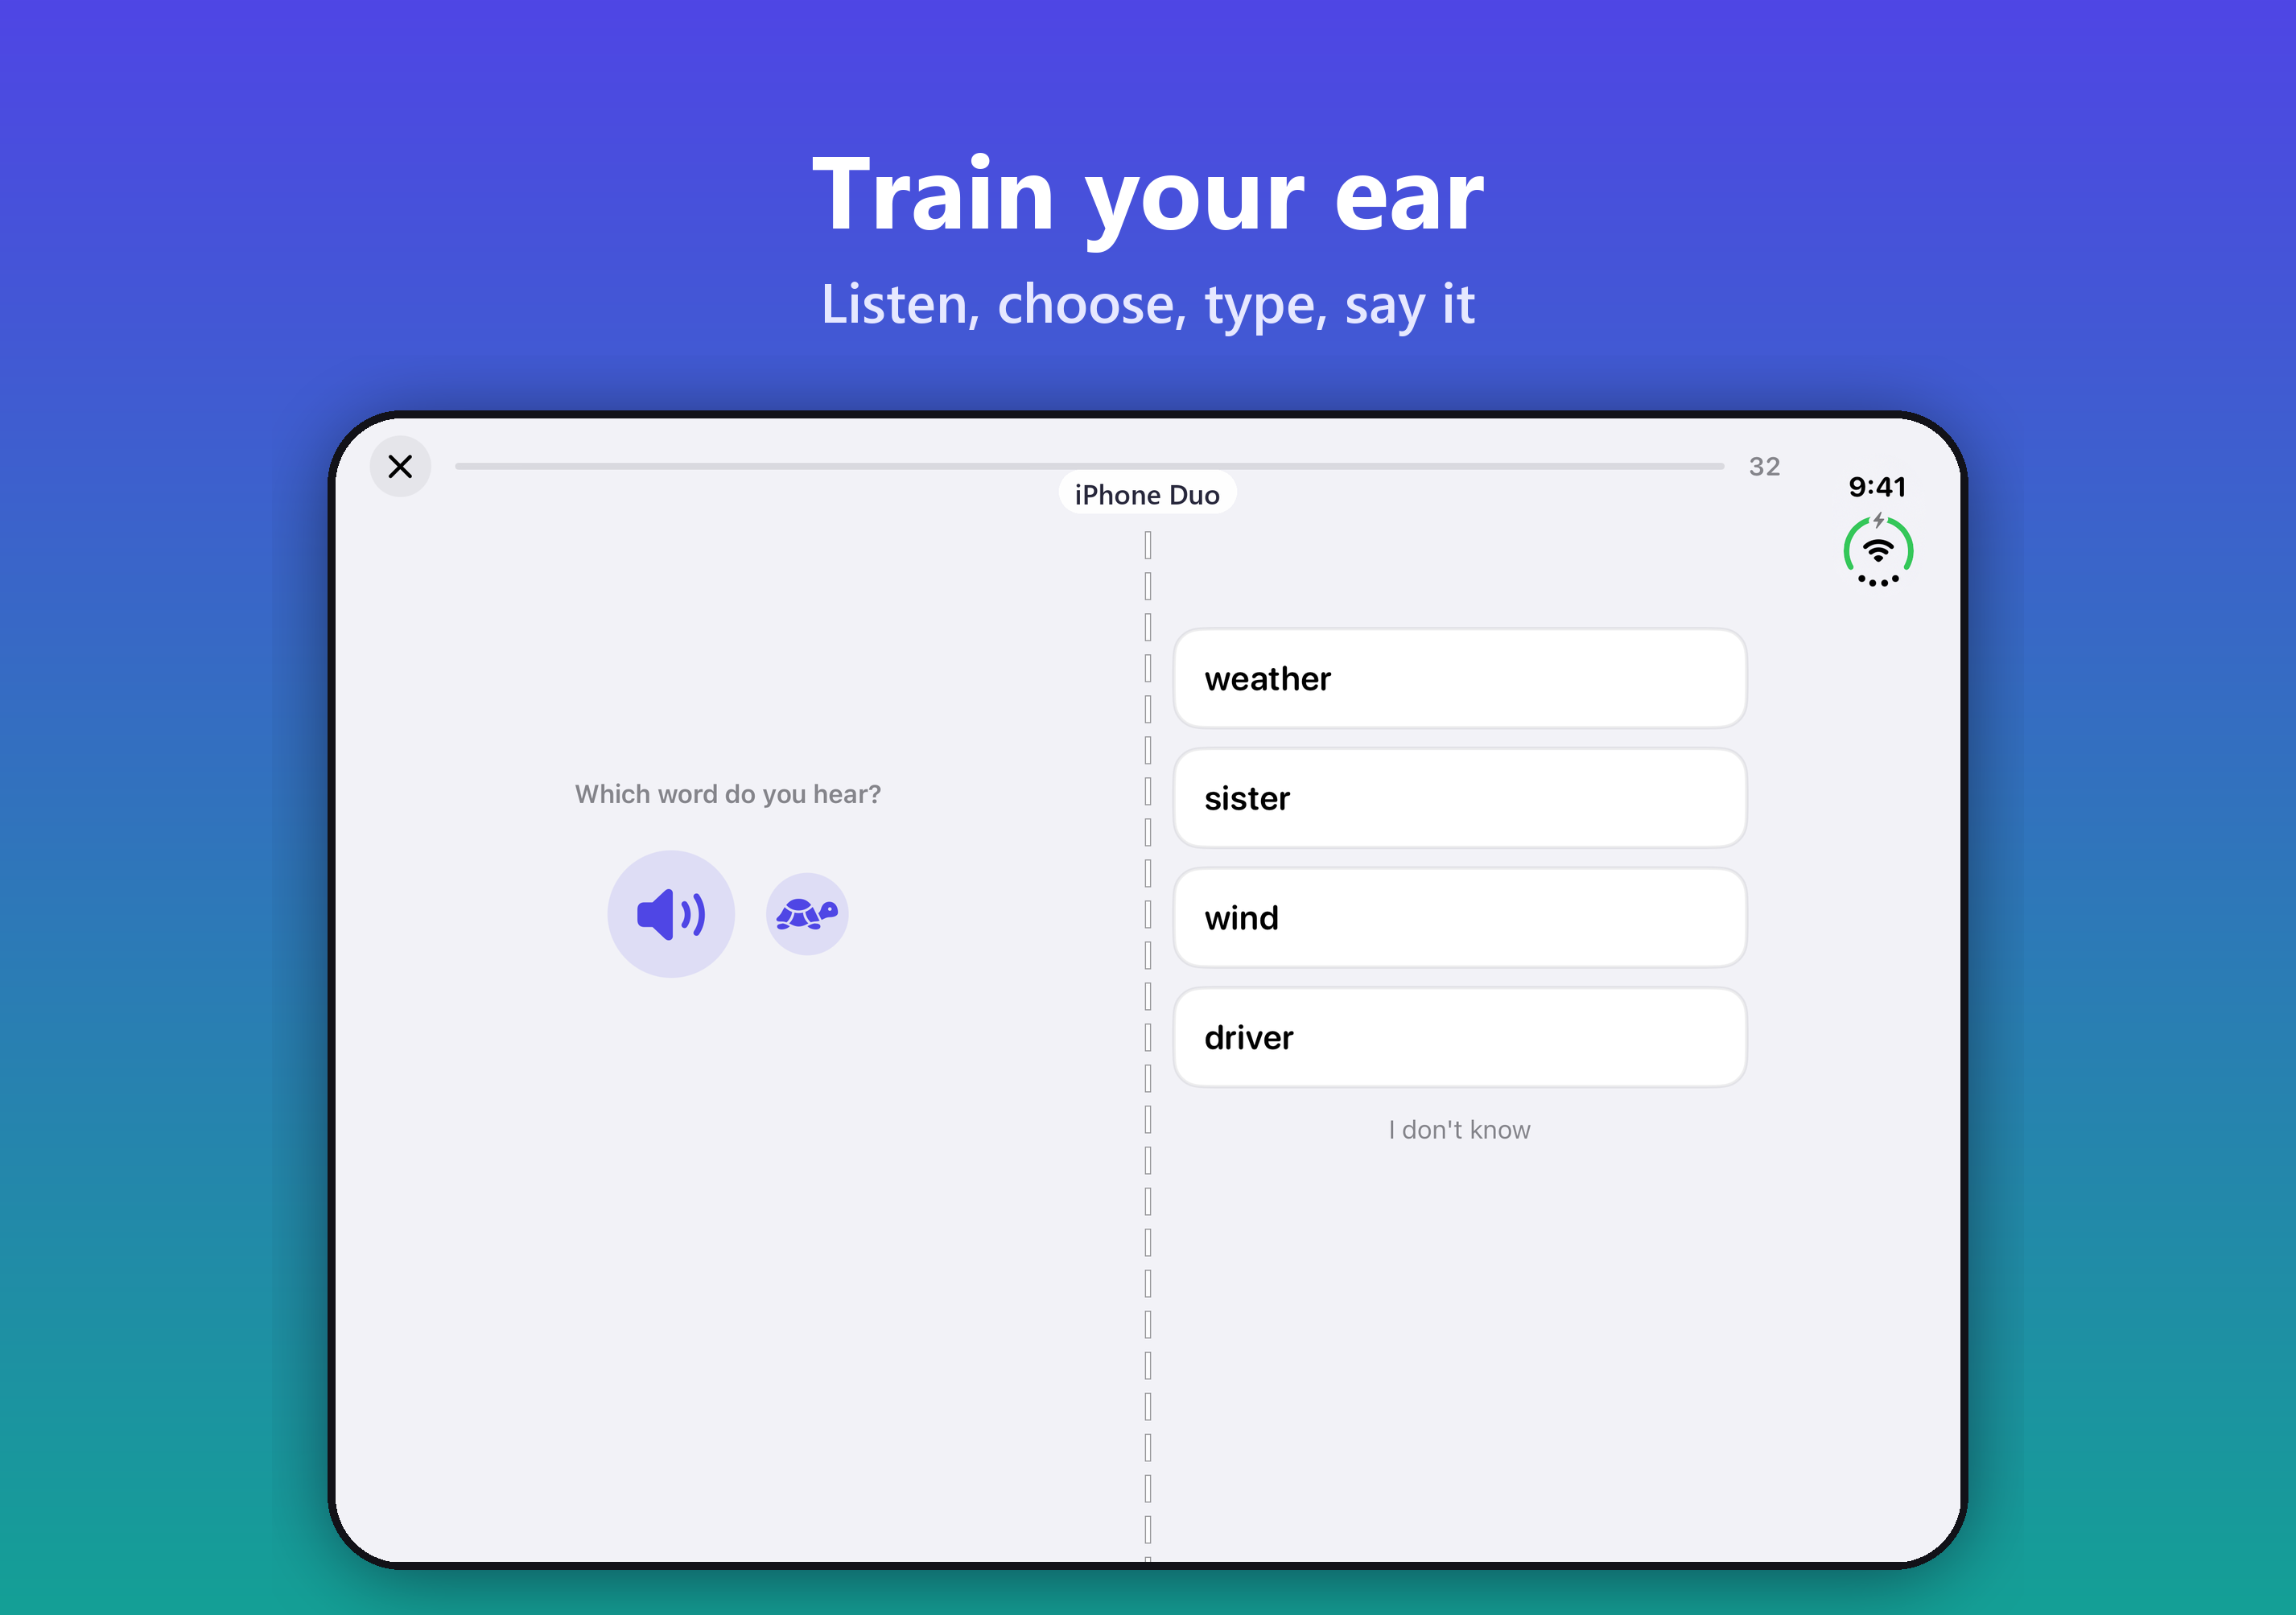 Train your ear
Listen, choose, type, say it
32
iPhone Duo
9:41
Which word do you hear?
weather
sister
wind
driver
I don't know